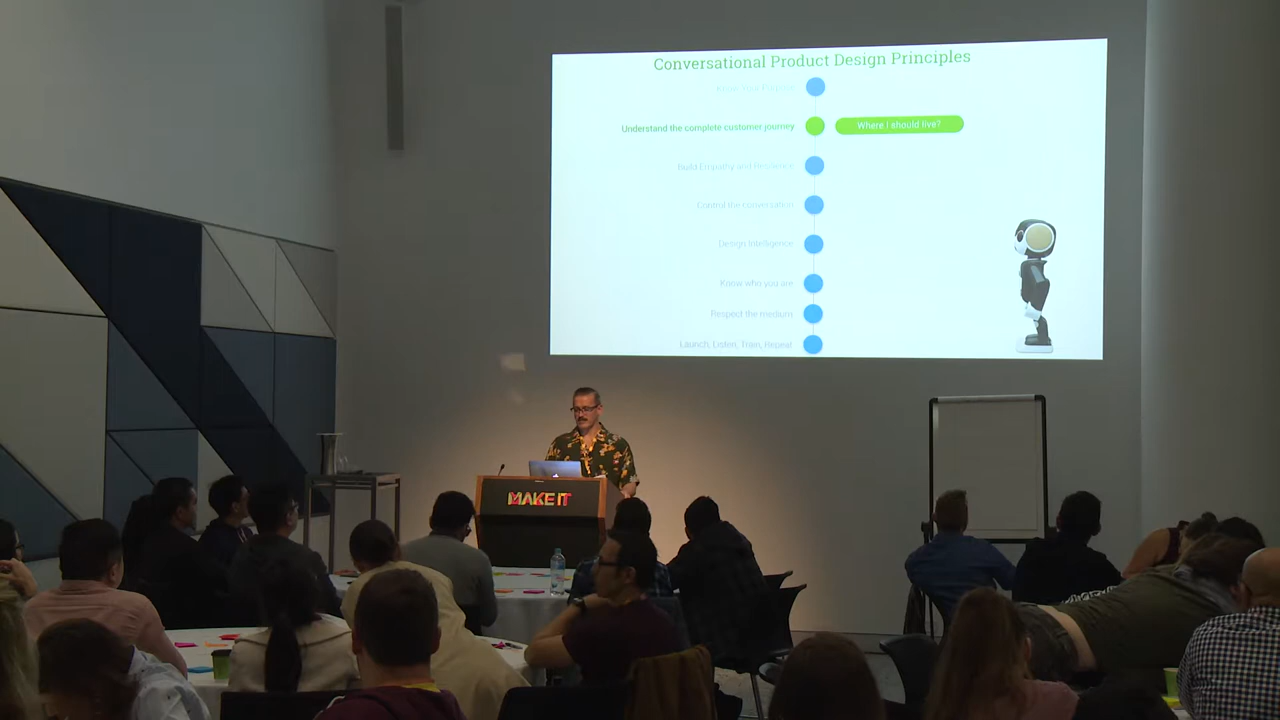 Conversational Product Design Principles
Know Your Purpose
Understand the complete customer journey
Where I should live?
Build Empathy and Resilience
Control the conversation
Design Intelligence
Know who you are
Respect the medium
Launch, Listen, Train, Repeat
MAKE IT